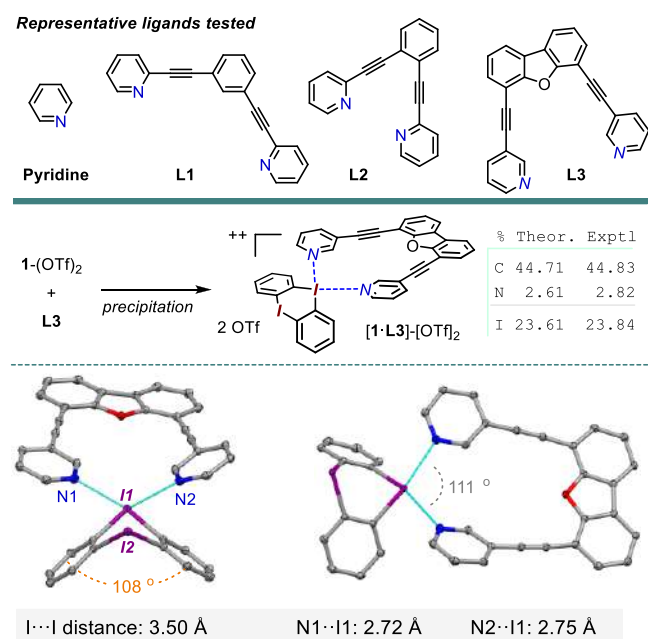 Representative ligands tested
N
N
N
N
N
O
N
N
Pyridine
L1
L2
L3
1-(OTf)2
+
L3
precipitation
++
N
O
I
N
I
2 OTf
[1·L3]-[OTf]2
% Theor. Exptl
C 44.71 44.83
N 2.61 2.82
I 23.61 23.84
N1
I1
N2
I2
108 o
111 o
I···I distance: 3.50 Å N1··I1: 2.72 Å N2··I1: 2.75 Å